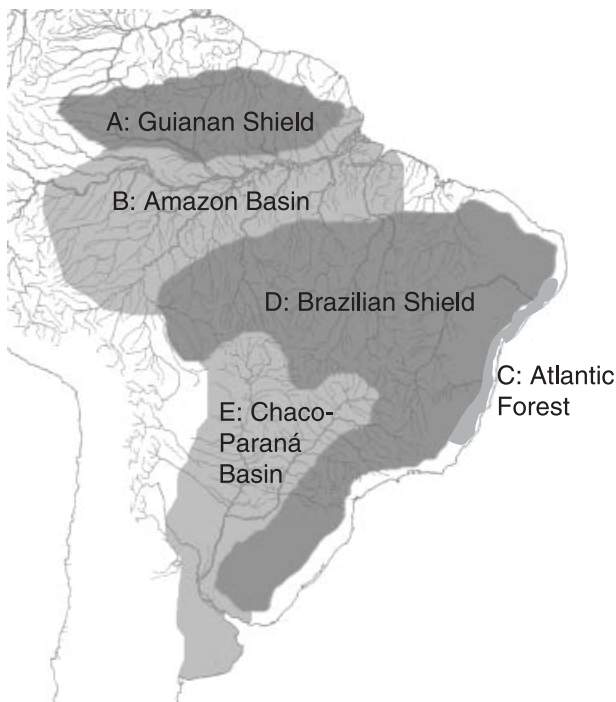 A: Guianan Shield
B: Amazon Basin
D: Brazilian Shield
C: Atlantic
Forest
E: Chaco-
Paraná
Basin